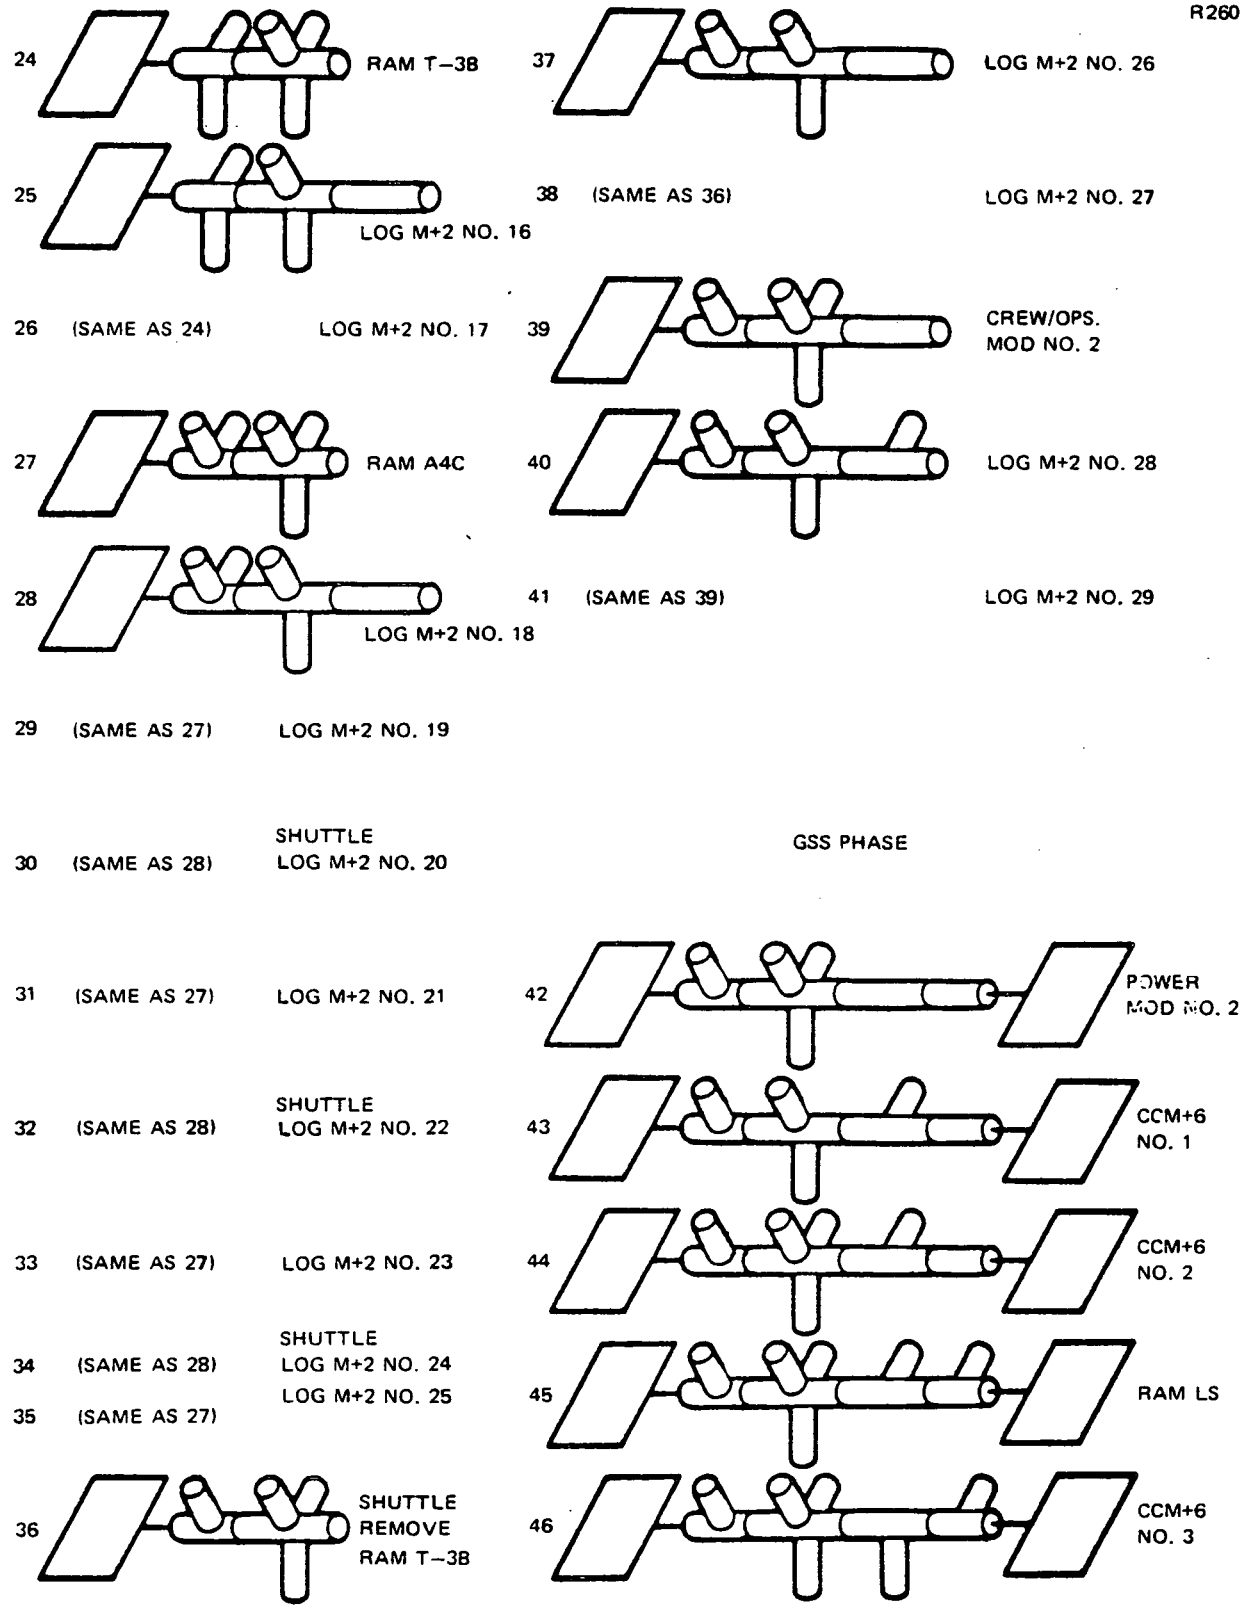 R260
24 RAM T-3B
25
LOG M+2 NO. 16
26 (SAME AS 24) LOG M+2 NO. 17
27 RAM A4C
28
LOG M+2 NO. 18
29 (SAME AS 27) LOG M+2 NO. 19
SHUTTLE
30 (SAME AS 28) LOG M+2 NO. 20
31 (SAME AS 27) LOG M+2 NO. 21
SHUTTLE
32 (SAME AS 28) LOG M+2 NO. 22
33 (SAME AS 27) LOG M+2 NO. 23
SHUTTLE
34 (SAME AS 28) LOG M+2 NO. 24
LOG M+2 NO. 25
35 (SAME AS 27)
SHUTTLE
36 REMOVE
RAM T-3B
37 LOG M+2 NO. 26
38 (SAME AS 36) LOG M+2 NO. 27
CREW/OPS.
39 MOD NO. 2
40 LOG M+2 NO. 28
41 (SAME AS 39) LOG M+2 NO. 29
GSS PHASE
POWER
42 MOD NO. 2
CCM+6
43 NO. 1
CCM+6
44 NO. 2
45 RAM LS
CCM+6
46 NO. 3